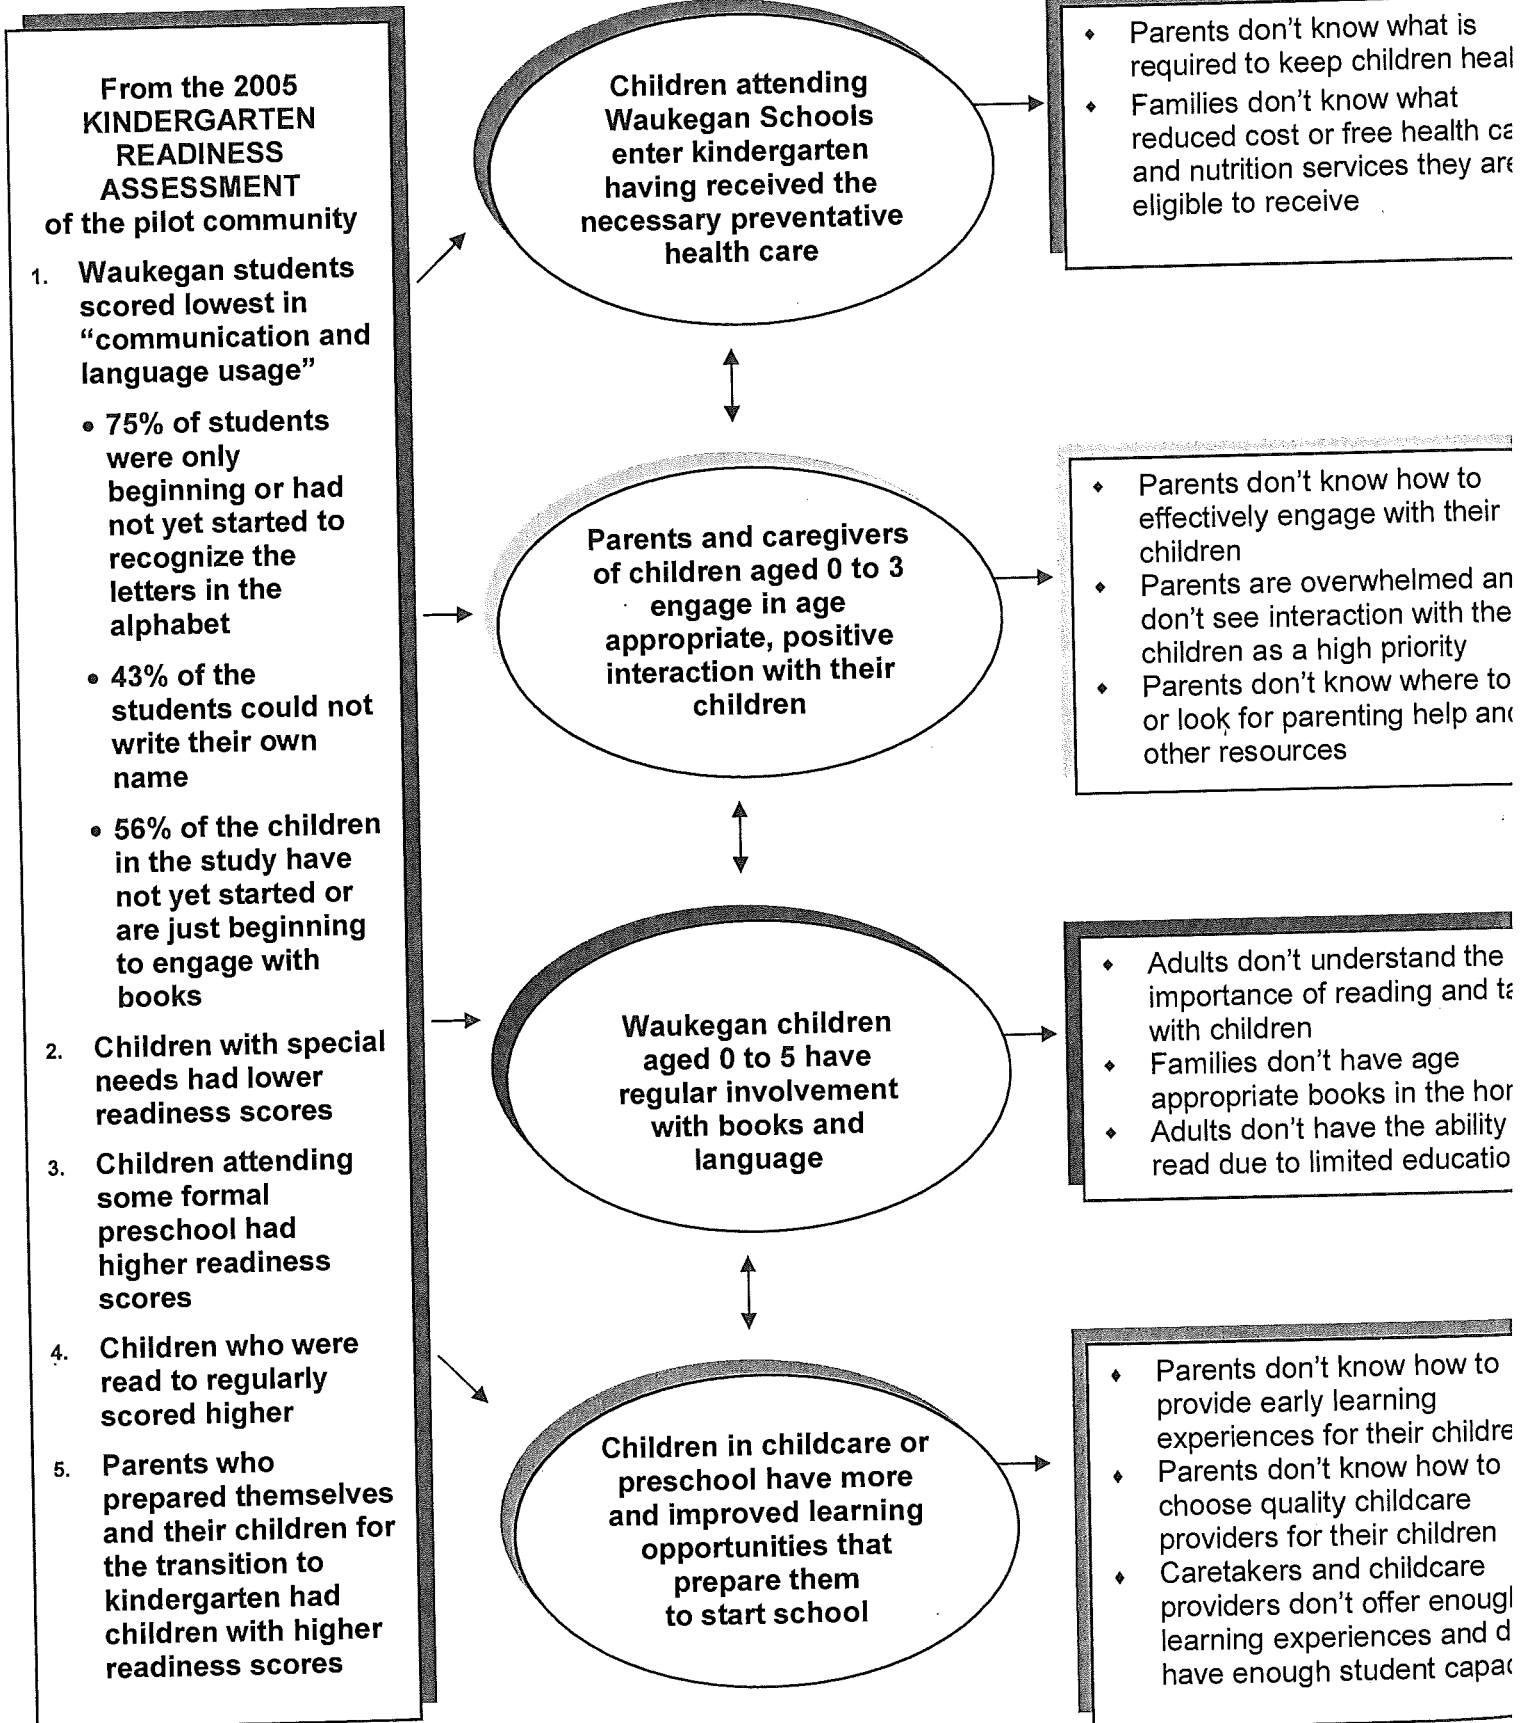 From the 2005
KINDERGARTEN
READINESS
ASSESSMENT
of the pilot community
1. Waukegan students
scored lowest in
“communication and
language usage”
• 75% of students
were only
beginning or had
not yet started to
recognize the
letters in the
alphabet
• 43% of the
students could not
write their own
name
• 56% of the children
in the study have
not yet started or
are just beginning
to engage with
books
2. Children with special
needs had lower
readiness scores
3. Children attending
some formal
preschool had
higher readiness
scores
4. Children who were
read to regularly
scored higher
5. Parents who
prepared themselves
and their children for
the transition to
kindergarten had
children with higher
readiness scores
Children attending
Waukegan Schools
enter kindergarten
having received the
necessary preventative
health care
Parents and caregivers
of children aged 0 to 3
engage in age
appropriate, positive
interaction with their
children
Waukegan children
aged 0 to 5 have
regular involvement
with books and
language
Children in childcare or
preschool have more
and improved learning
opportunities that
prepare them
to start school
♦ Parents don’t know what is
required to keep children
♦ Families don’t know what
reduced cost or free health
and nutrition services they
eligible to receive
♦ Parents don’t know how to
effectively engage with their
children
♦ Parents are overwhelmed
don’t see interaction with
children as a high priority
♦ Parents don’t know where to
or look for parenting help
other resources
♦ Adults don’t understand the
importance of reading and
with children
♦ Families don’t have age
appropriate books in the
♦ Adults don’t have the ability
read due to limited
♦ Parents don’t know how to
provide early learning
experiences for their
♦ Parents don’t know how to
choose quality childcare
providers for their children
♦ Caretakers and childcare
providers don’t offer
learning experiences and
have enough student